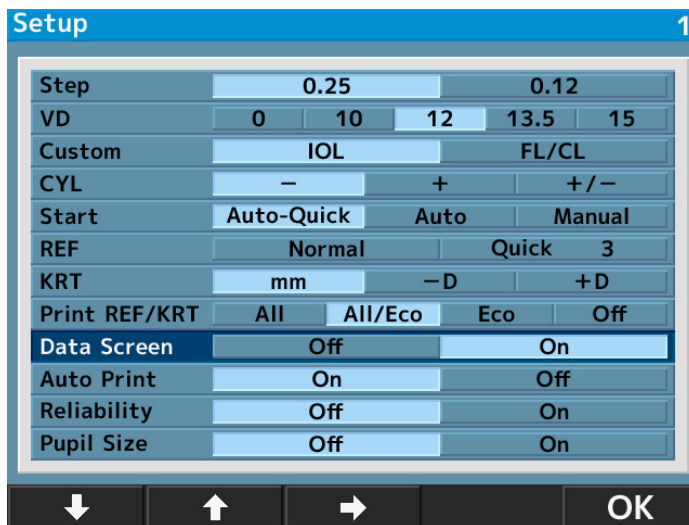 Setup 1
Step 0.25 0.12
VD 0 10 12 13.5 15
Custom IOL FL/CL
CYL − + +/−
Start Auto-Quick Auto Manual
REF Normal Quick 3
KRT mm −D +D
Print REF/KRT All All/Eco Eco Off
Data Screen Off On
Auto Print On Off
Reliability Off On
Pupil Size Off On
OK